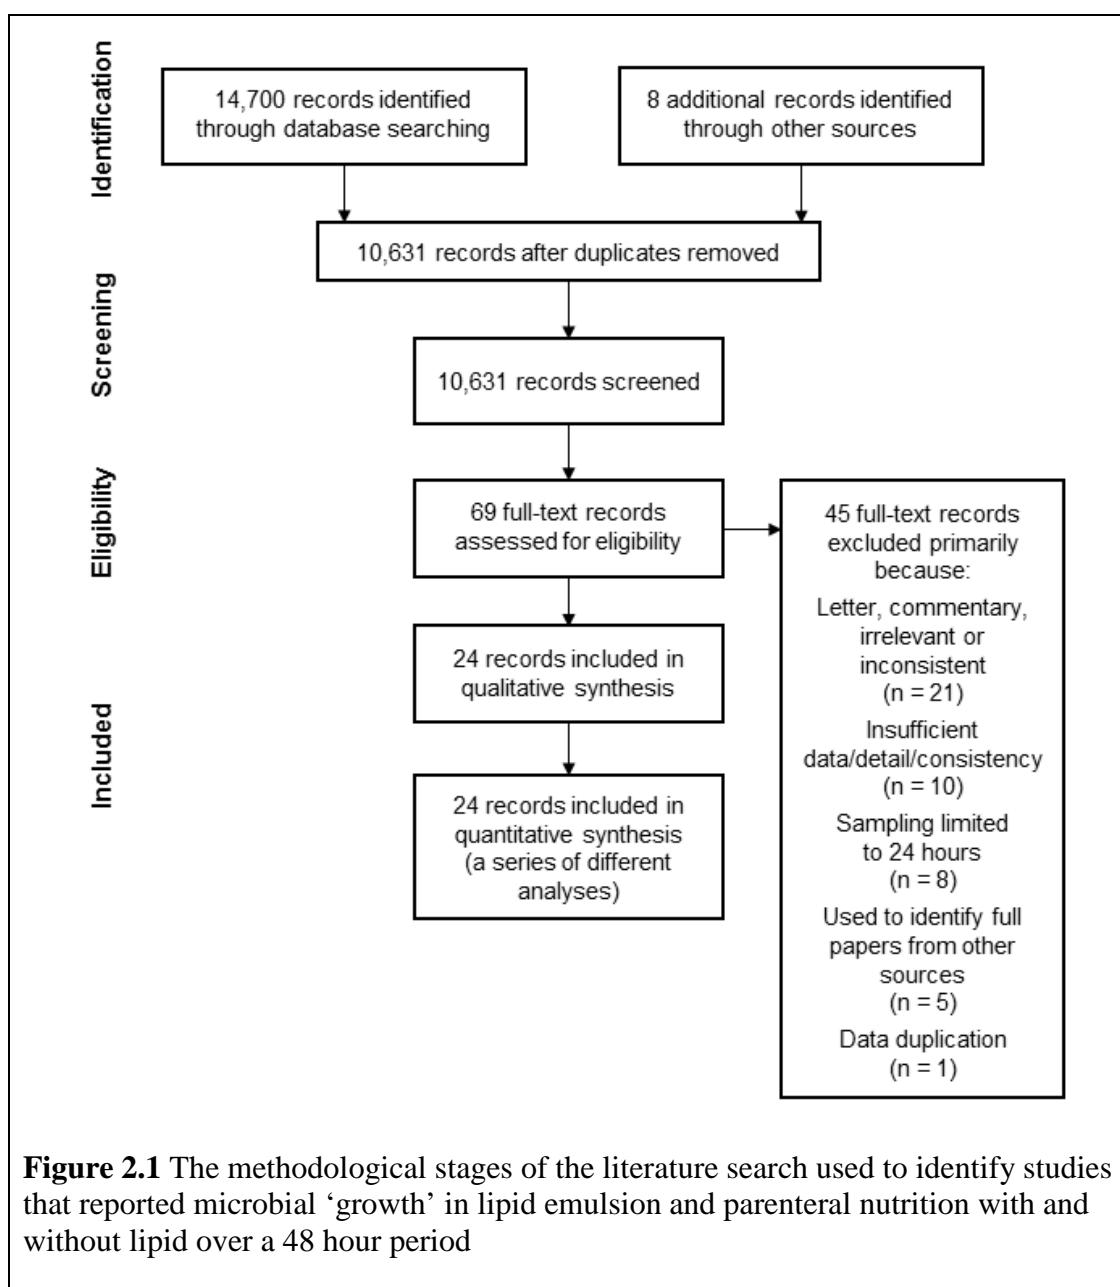 Identification
14,700 records identified
through database searching
8 additional records identified
through other sources
10,631 records after duplicates removed
Screening
10,631 records screened
Eligibility
69 full-text records
assessed for eligibility
45 full-text records
excluded primarily
because:
Letter, commentary,
irrelevant or
inconsistent
(n = 21)
Insufficient
data/detail/consistency
(n = 10)
Sampling limited
to 24 hours
(n = 8)
Used to identify full
papers from other
sources
(n = 5)
Data duplication
(n = 1)
Included
24 records included in
qualitative synthesis
24 records included in
quantitative synthesis
(a series of different
analyses)
Figure 2.1 The methodological stages of the literature search used to identify studies
that reported microbial ‘growth’ in lipid emulsion and parenteral nutrition with and
without lipid over a 48 hour period